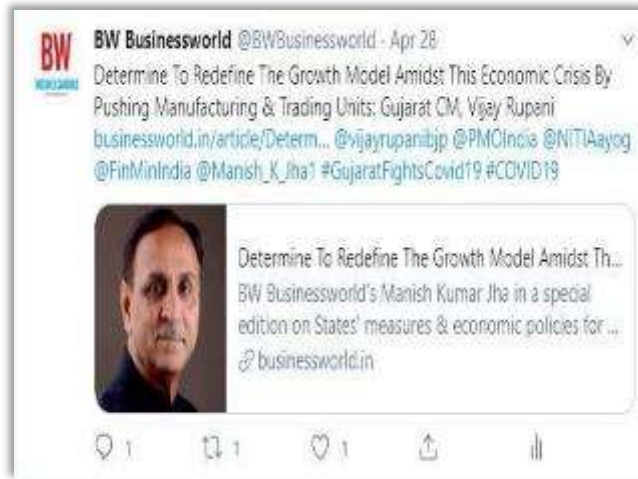 BW
BW Businessworld @BWBusinessworld · Apr 28
Determine To Redefine The Growth Model Amidst This Economic Crisis By
Pushing Manufacturing & Trading Units: Gujarat CM, Vijay Rupani
businessworld.in/article/Determ... @vijayrupanibjp @PMOIndia @NITIAayog
@FinMinIndia @Manish_K_Jha1 #GujaratFightsCovid19 #COVID19
Determine To Redefine The Growth Model Amidst Th...
BW Businessworld's Manish Kumar Jha in a special
edition on States' measures & economic policies for ...
businessworld.in
1 1 1